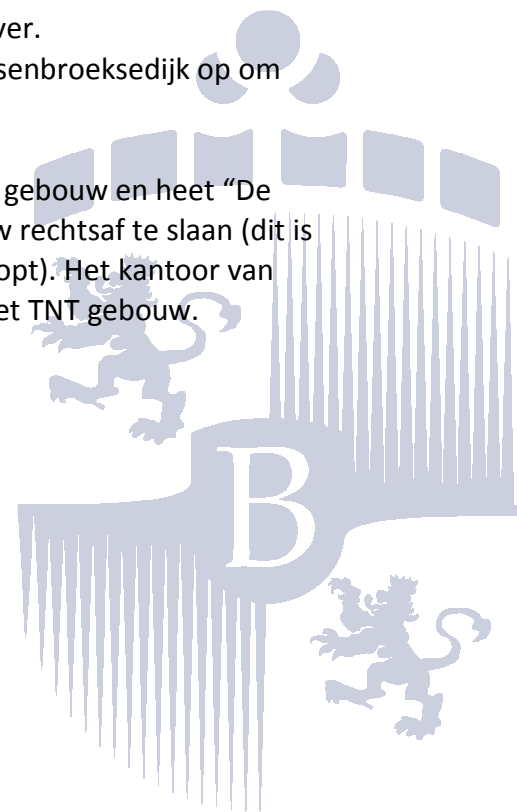 ver.
senbroeksedijk op om
gebouw en heet “De
w rechtsaf te slaan (dit is
opt). Het kantoor van
et TNT gebouw.
B